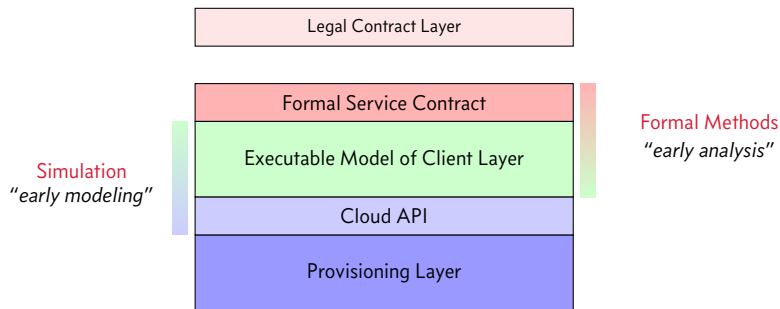 Legal Contract Layer
Formal Service Contract
Formal Methods
"early analysis"
Executable Model of Client Layer
Simulation
"early modeling"
Cloud API
Provisioning Layer